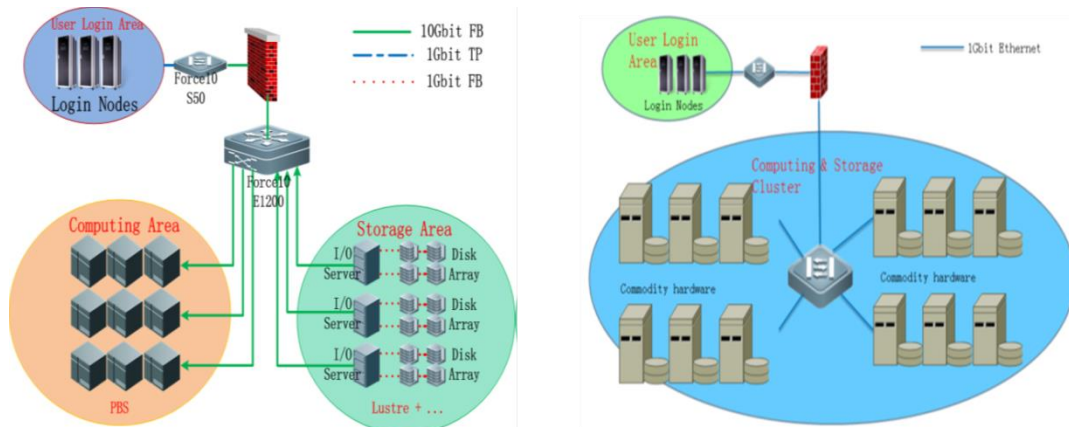 User Login Area
Login Nodes
Force10
S50
10Gbit FB
1Gbit TP
1Gbit FB
Force10
E1200
Computing Area
PBS
Storage Area
I/O
Server
Disk
Array
I/O
Server
Disk
Array
I/O
Server
Disk
Array
Lustre + ...
User Login
Area
Login Nodes
1Gbit Ethernet
Computing & Storage
Cluster
Commodity hardware
Commodity hardware